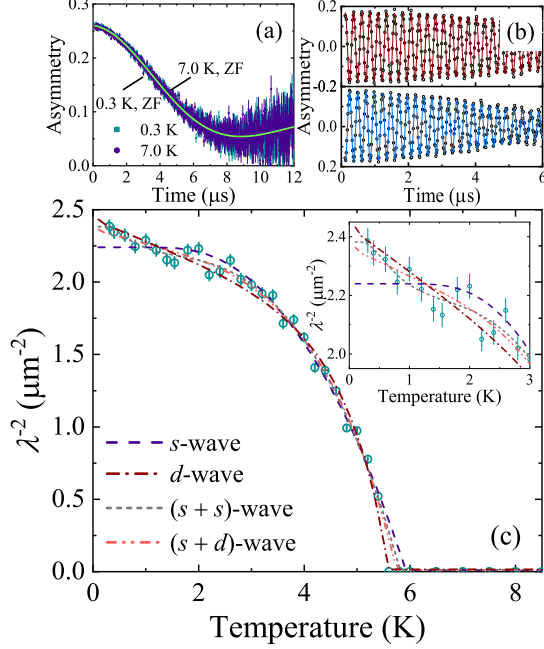 0.3
0.2
0.1
0.0
Asymmetry
(a)
7.0 K, ZF
0.3 K, ZF
0.3 K
7.0 K
0 2 4 6 8 10 12
Time (μs)
0.2
0.0
0.2
0.0
0.2
Asymmetry
(b)
0 2 4 6
Time (μs)
2.5
2.0
1.5
1.0
0.5
0.0
λ⁻² (μm⁻²)
s-wave
d-wave
(s + s)-wave
(s + d)-wave
(c)
0 2 4 6 8
Temperature (K)
2.4
2.2
2.0
λ⁻² (μm⁻²)
0 1 2 3
Temperature (K)